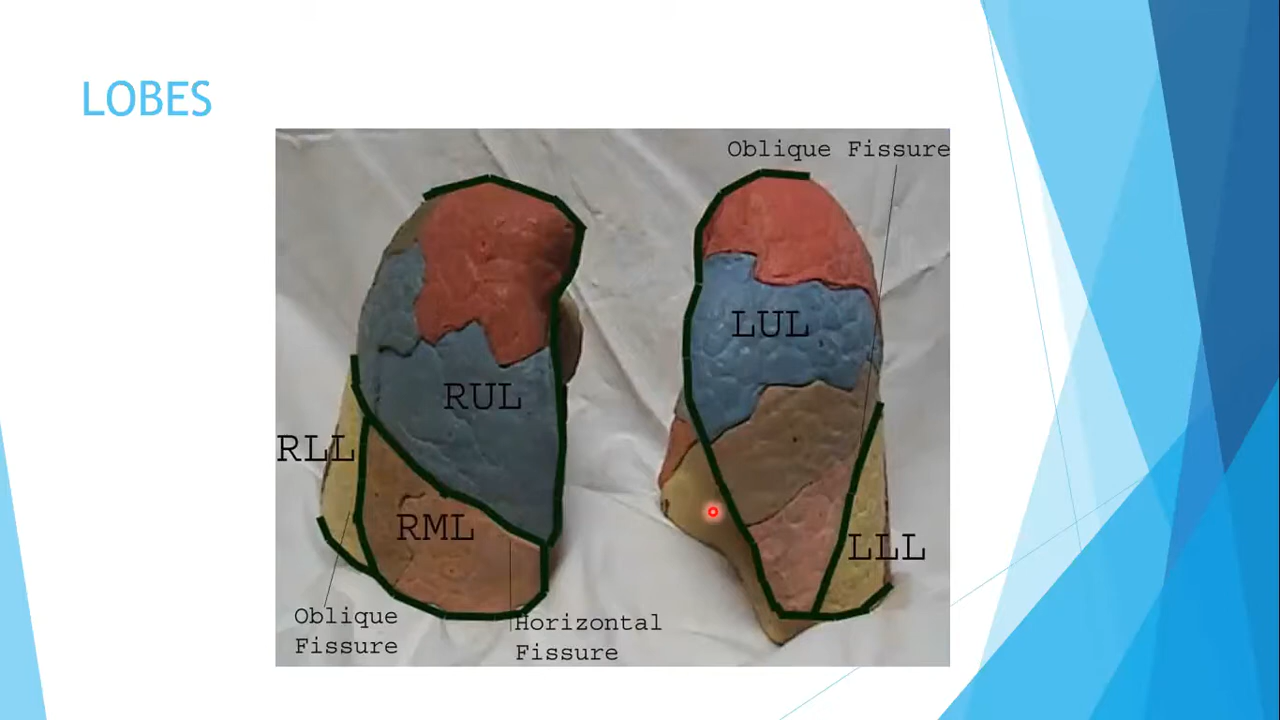 LOBES
Oblique Fissure
LUL
RUL
RLL
RML
LLL
Oblique
Fissure
Horizontal
Fissure